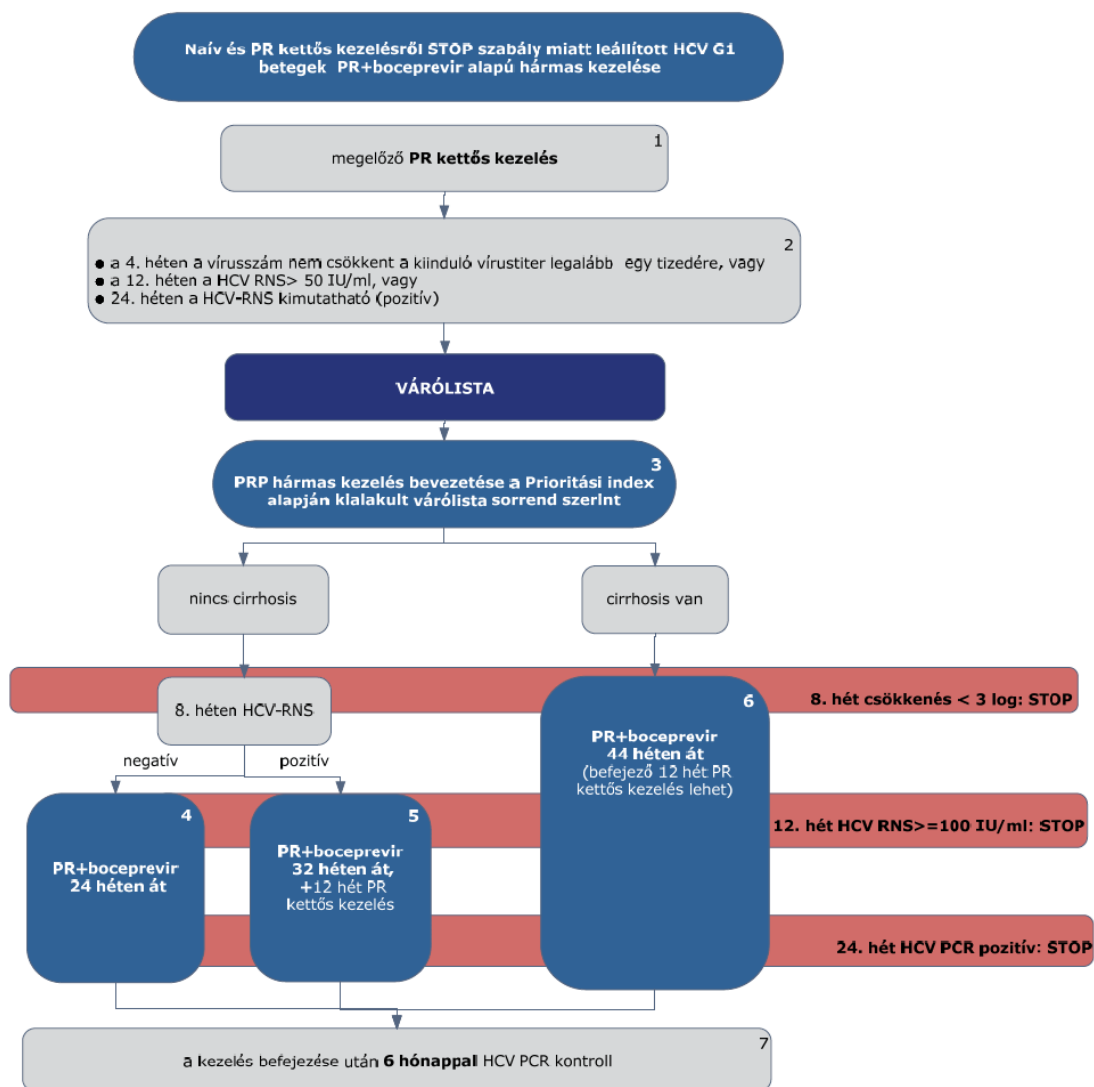 Naív és PR kettős kezelésről STOP szabály miatt leállított HCV G1
betegek PR+boceprevir alapú hármas kezelése
1
megelőző PR kettős kezelés
2
● a 4. héten a vírusszám nem csökkent a kiinduló vírustiter legalább egy tizedére, vagy
● a 12. héten a HCV RNS> 50 IU/ml, vagy
● 24. héten a HCV-RNS kimutatható (pozitív)
VÁRÓLISTA
3
PRP hármas kezelés bevezetése a Prioritási index
alapján klalakult várólista sorrend szerlnt
nincs cirrhosis
cirrhosis van
8. héten HCV-RNS
negatív
pozitív
8. hét csökkenés < 3 log: STOP
6
PR+boceprevir
44 héten át
(befejező 12 hét PR
kettős kezelés lehet)
4
PR+boceprevir
24 héten át
5
PR+boceprevir
32 héten át,
+12 hét PR
kettős kezelés
12. hét HCV RNS>=100 IU/ml: STOP
24. hét HCV PCR pozitív: STOP
7
a kezelés befejezése után 6 hónappal HCV PCR kontroll